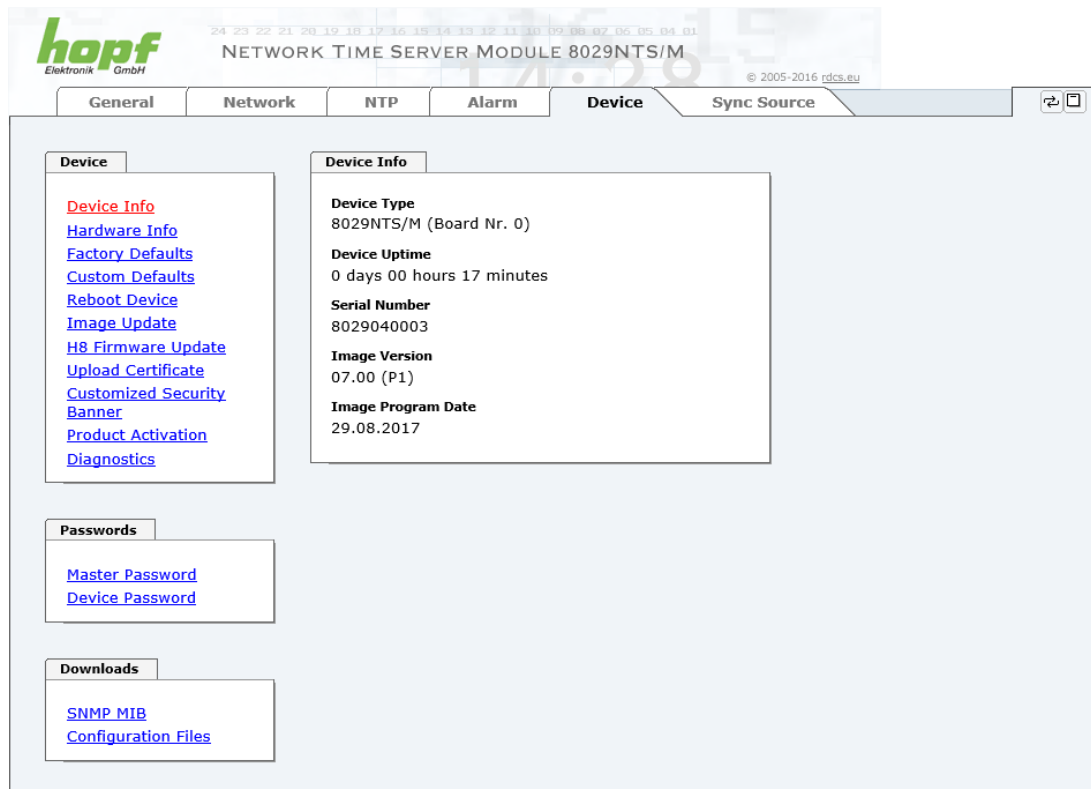 hopf
Elektronik GmbH
24 23 22 21 20 19 18 17 16 15 14 13 12 11 10 09 08 07 06 05 04 01
NETWORK TIME SERVER MODULE 8029NTS/M
14:28
© 2005-2016 rdcs.eu
General Network NTP Alarm Device Sync Source
Device
Device Info
Hardware Info
Factory Defaults
Custom Defaults
Reboot Device
Image Update
H8 Firmware Update
Upload Certificate
Customized Security
Banner
Product Activation
Diagnostics
Device Info
Device Type
8029NTS/M (Board Nr. 0)
Device Uptime
0 days 00 hours 17 minutes
Serial Number
8029040003
Image Version
07.00 (P1)
Image Program Date
29.08.2017
Passwords
Master Password
Device Password
Downloads
SNMP MIB
Configuration Files